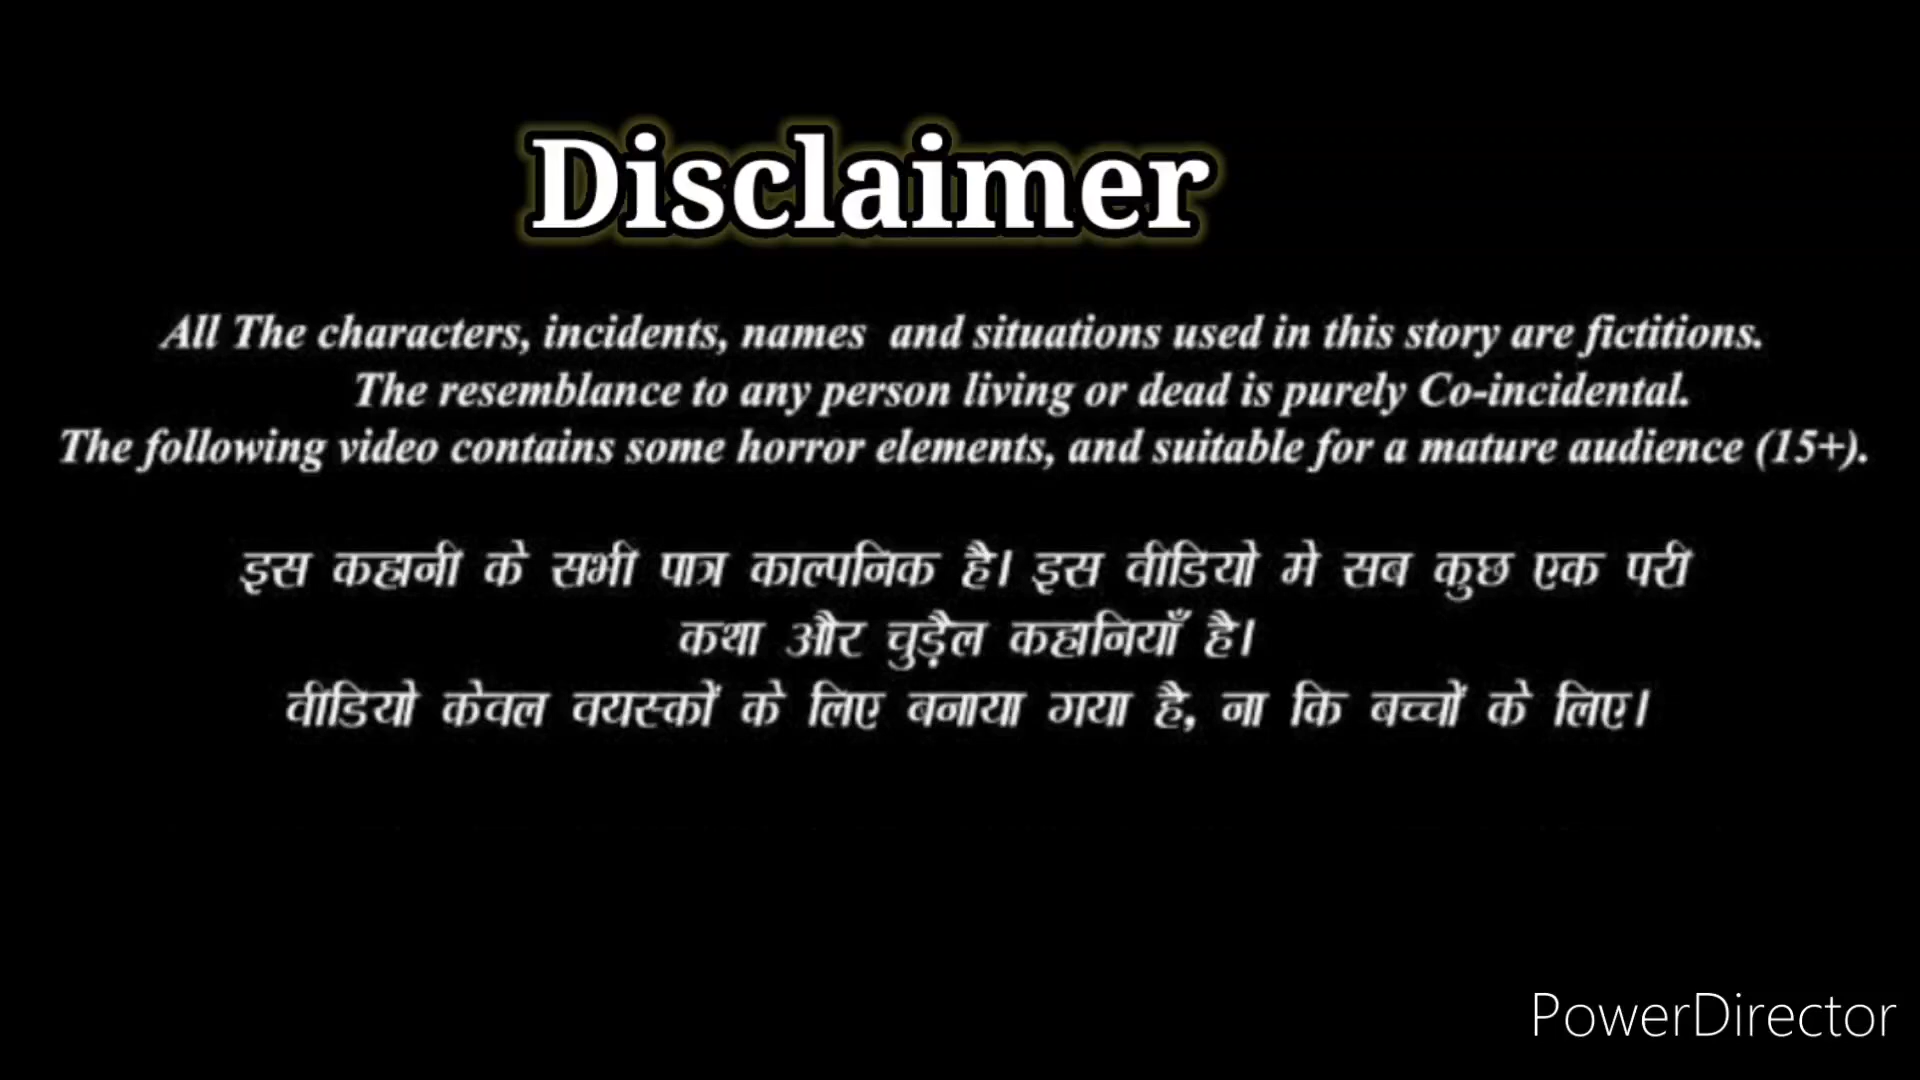 Disclaimer
All The characters, incidents, names and situations used in this story are fictitions.
The resemblance to any person living or dead is purely Co-incidental.
The following video contains some horror elements, and suitable for a mature audience (15+).
इस कहानी के सभी पात्र काल्पनिक है। इस वीडियो मे सब कुछ एक परी
कथा और चुड़ैल कहानियाँ है।
वीडियो केवल वयस्कों के लिए बनाया गया है, ना कि बच्चों के लिए।
PowerDirector